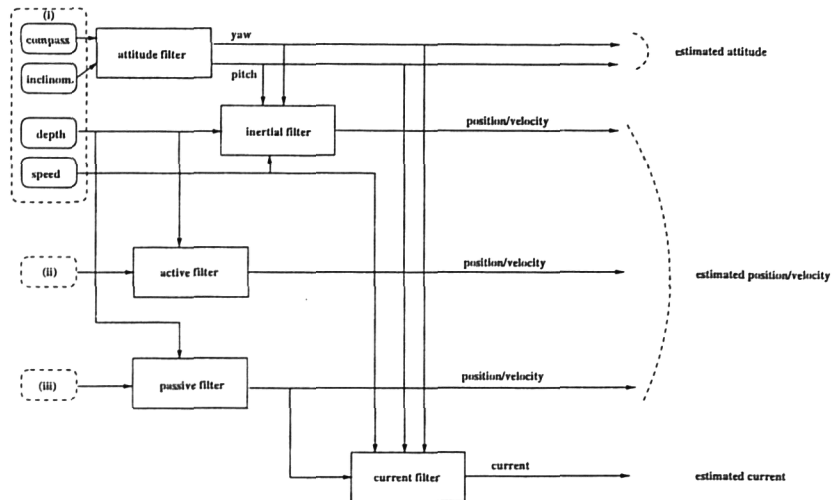 (i)
compass
attitude filter
yaw
estimated attitude
inclinom.
pitch
depth
inertial filter
position/velocity
speed
(ii)
active filter
position/velocity
estimated position/velocity
(iii)
passive filter
position/velocity
current filter
current
estimated current